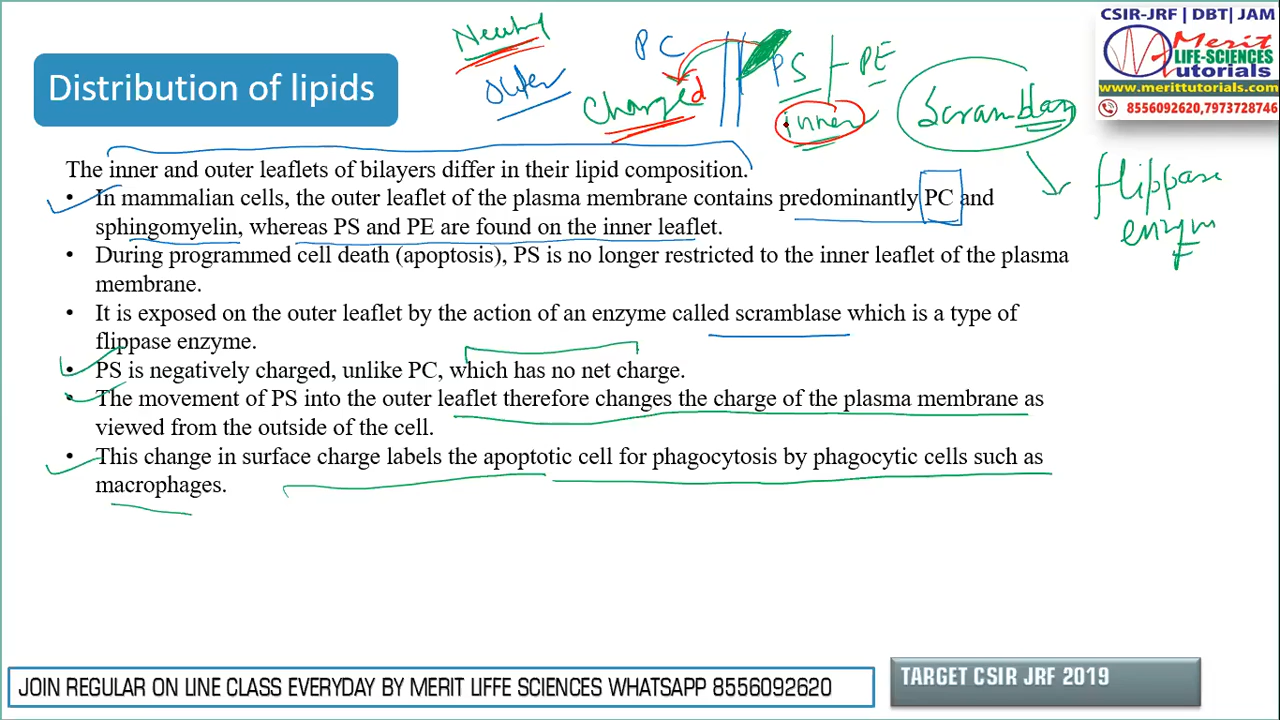 CSIR-JRF | DBT| JAM
Merit
LIFE-SCIENCES
utorials
www.merittutorials.com
8556092620,7973728746
Neutral
outer
PC
charged
PS
PE
inner
Scramblase
flippase
enzyme
Distribution of lipids
The inner and outer leaflets of bilayers differ in their lipid composition.
• In mammalian cells, the outer leaflet of the plasma membrane contains predominantly PC and
sphingomyelin, whereas PS and PE are found on the inner leaflet.
• During programmed cell death (apoptosis), PS is no longer restricted to the inner leaflet of the plasma
membrane.
• It is exposed on the outer leaflet by the action of an enzyme called scramblase which is a type of
flippase enzyme.
• PS is negatively charged, unlike PC, which has no net charge.
• The movement of PS into the outer leaflet therefore changes the charge of the plasma membrane as
viewed from the outside of the cell.
• This change in surface charge labels the apoptotic cell for phagocytosis by phagocytic cells such as
macrophages.
JOIN REGULAR ON LINE CLASS EVERYDAY BY MERIT LIFFE SCIENCES WHATSAPP 8556092620
TARGET CSIR JRF 2019